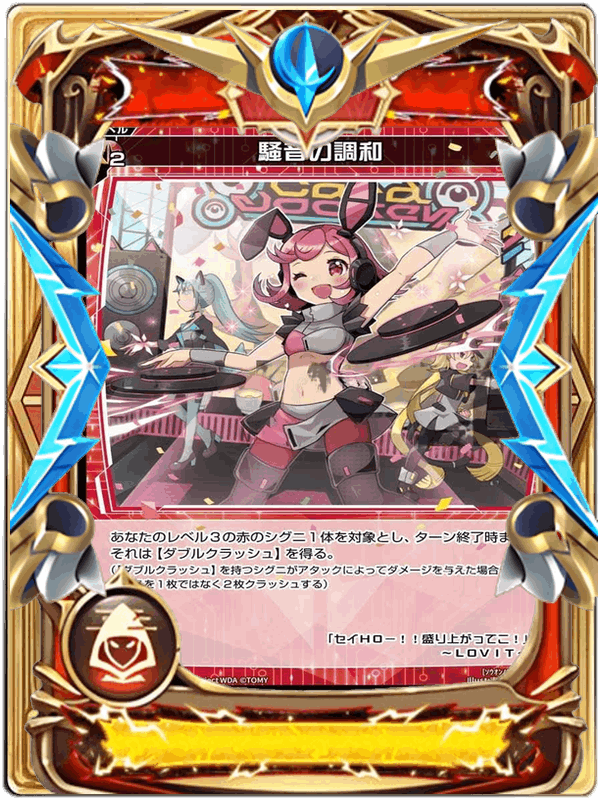 2
騒音の調和
あなたのレベル3の赤のシグニ1体を対象とし、ターン終了時ま
それは【ダブルクラッシュ】を得る。
ダブルクラッシュ】を持つシグニがアタックによってダメージを与えた場合
を1枚ではなく2枚クラッシュする）
「セイHO－！！盛り上がってこ！！
～LOVIT～
ject WDA ©TOMY